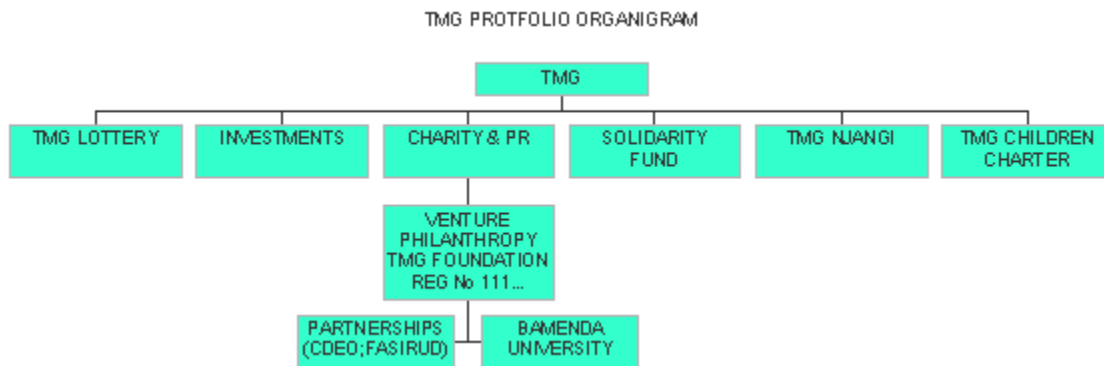 TMG PROTFOLIO ORGANIGRAM
TMG
TMG LOTTERY
INVESTMENTS
CHARITY & PR
SOLIDARITY
FUND
TMG NJANGI
TMG CHILDREN
CHARTER
VENTURE
PHILANTHROPY
TMG FOUNDATION
REG No 111...
PARTNERSHIPS
(CDEO;FASIRUD)
BAMENDA
UNIVERSITY